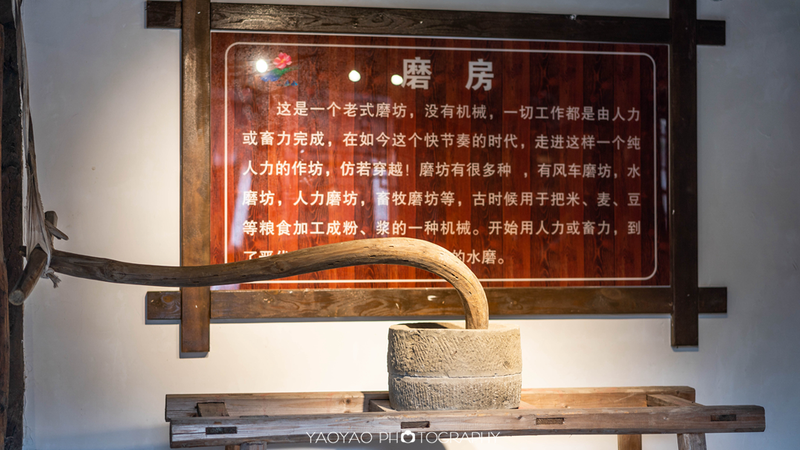 磨 房
这是一个老式磨坊，没有机械，一切工作都是由人力
或畜力完成，在如今这个快节奏的时代，走进这样一个纯
人力的作坊，仿若穿越！磨坊有很多种 ，有风车磨坊，水
磨坊，人力磨坊，畜牧磨坊等，古时候用于把米、麦、豆
等粮食加工成粉、浆的一种机械。开始用人力或畜力，到
了晋代 的水磨。
YAOYAO PHOTOGRAPHY